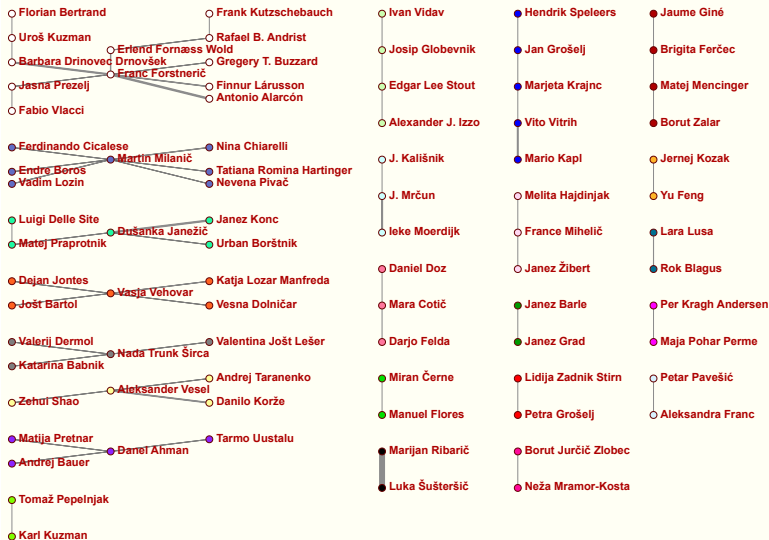 Florian Bertrand
Frank Kutzschebauch
Uroš Kuzman
Rafael B. Andrist
Erlend Fornæss Wold
Barbara Drinovec Drnovšek
Gregery T. Buzzard
Franc Forstnerič
Jasna Prezelj
Finnur Lárusson
Antonio Alarcón
Fabio Vlacci
Ferdinando Cicalese
Nina Chiarelli
Martin Milanič
Endre Boros
Tatiana Romina Hartinger
Vadim Lozin
Nevena Pivač
Luigi Delle Site
Janez Konc
Dušanka Janežič
Matej Praprotnik
Urban Borštnik
Dejan Jontes
Katja Lozar Manfreda
Vasja Vehovar
Jošt Bartol
Vesna Dolničar
Valerij Dermol
Valentina Jošt Lešer
Nada Trunk Širca
Katarina Babnik
Andrej Taranenko
Aleksander Vesel
Zehui Shao
Danilo Korže
Matija Pretnar
Tarmo Uustalu
Danel Ahman
Andrej Bauer
Tomaž Pepelnjak
Karl Kuzman
Ivan Vidav
Josip Globevnik
Edgar Lee Stout
Alexander J. Izzo
J. Kališnik
J. Mrčun
Ieke Moerdijk
Daniel Doz
Mara Cotič
Darjo Felda
Miran Černe
Manuel Flores
Marijan Ribarič
Luka Šušteršič
Hendrik Speleers
Jan Grošelj
Marjeta Krajnc
Vito Vitrih
Mario Kapl
Melita Hajdinjak
France Mihelič
Janez Žibert
Janez Barle
Janez Grad
Lidija Zadnik Stirn
Petra Grošelj
Borut Jurčič Zlobec
Neža Mramor-Kosta
Jaume Giné
Brigita Ferčec
Matej Mencinger
Borut Zalar
Jernej Kozak
Yu Feng
Lara Lusa
Rok Blagus
Per Kragh Andersen
Maja Pohar Perme
Petar Pavešić
Aleksandra Franc